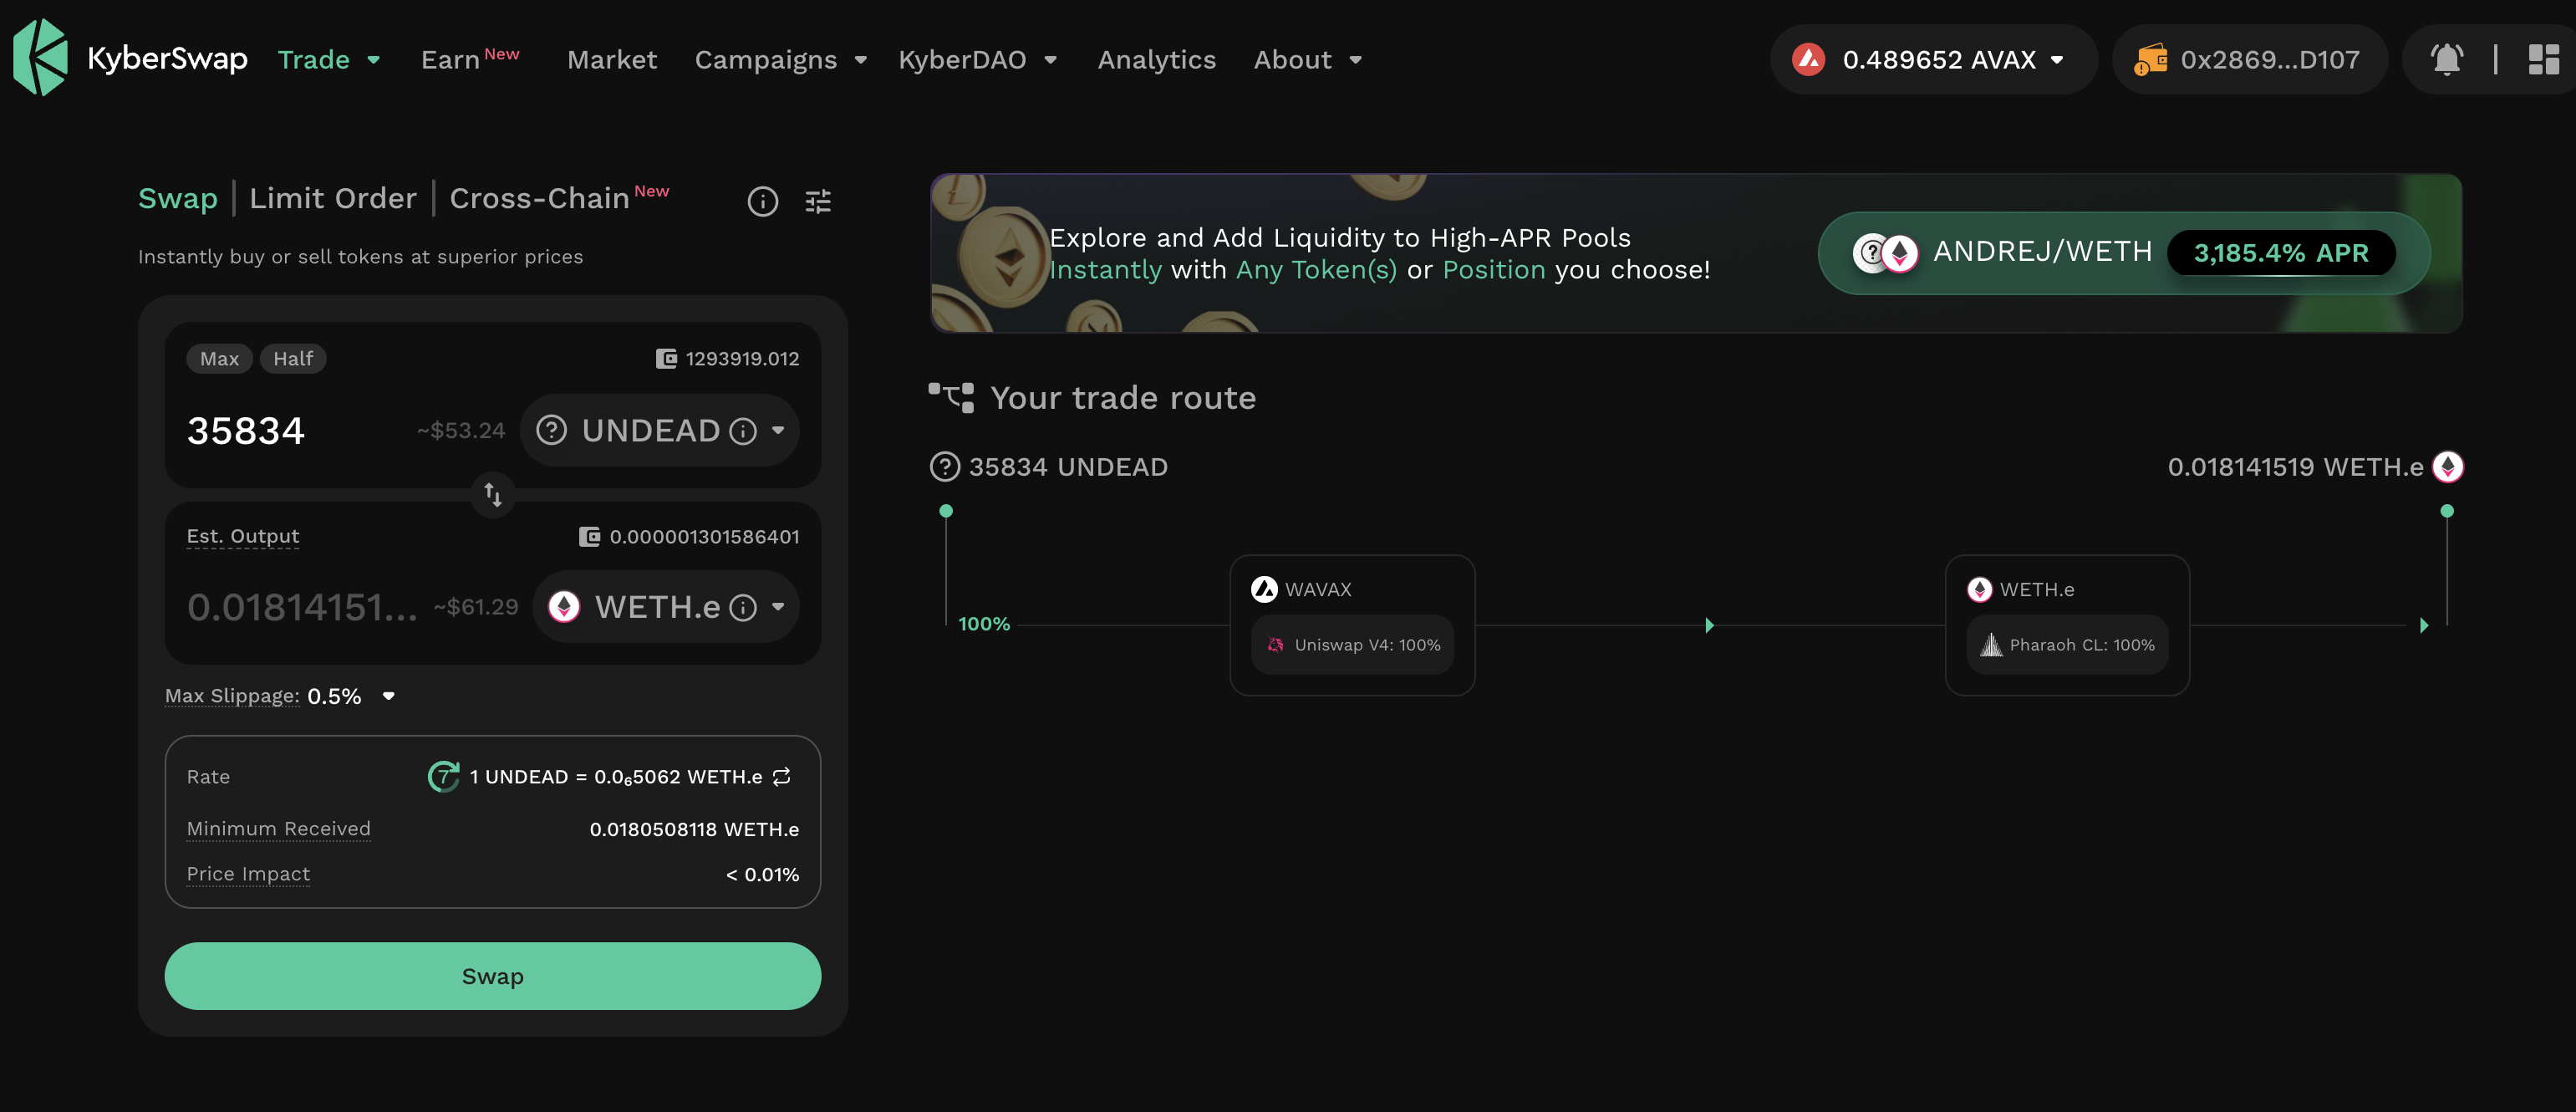 KyberSwap Trade Earn New Market Campaigns KyberDAO Analytics About 0.489652 AVAX 0x2869...D107
Swap | Limit Order | Cross-Chain New
Instantly buy or sell tokens at superior prices
Max Half 1293919.012
35834 ~$53.24 UNDEAD
Est. Output 0.000001301586401
0.01814151... ~$61.29 WETH.e
Max Slippage: 0.5%
Rate 7 1 UNDEAD = 0.0₆5062 WETH.e
Minimum Received 0.0180508118 WETH.e
Price Impact < 0.01%
Swap
Explore and Add Liquidity to High-APR Pools
Instantly with Any Token(s) or Position you choose!
ANDREJ/WETH 3,185.4% APR
Your trade route
35834 UNDEAD 0.018141519 WETH.e
100%
WAVAX
Uniswap V4: 100%
WETH.e
Pharaoh CL: 100%